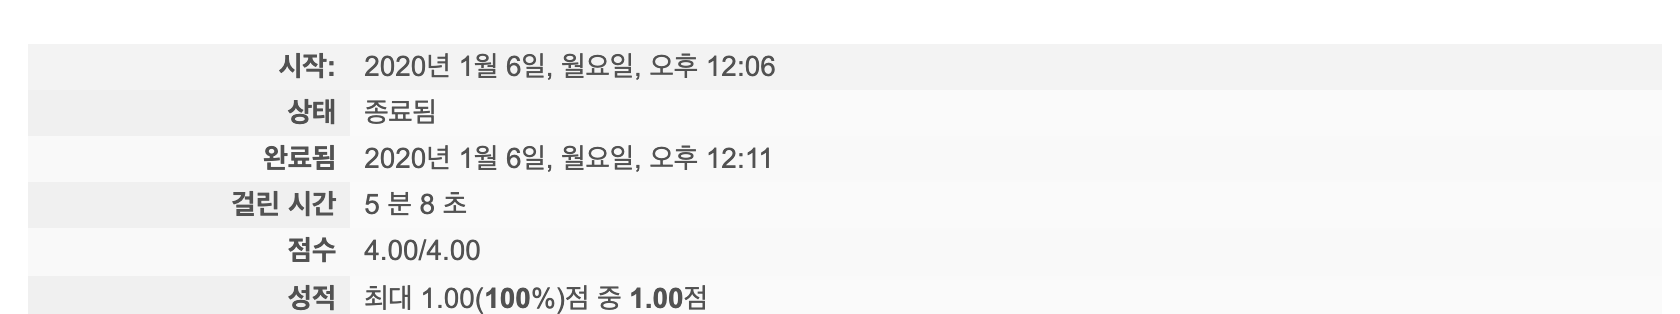 시작: 2020년 1월 6일, 월요일, 오후 12:06
상태 종료됨
완료됨 2020년 1월 6일, 월요일, 오후 12:11
걸린 시간 5 분 8 초
점수 4.00/4.00
성적 최대 1.00(100%)점 중 1.00점